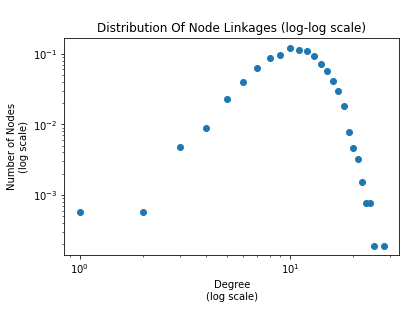 Distribution Of Node Linkages (log-log scale)
10⁻¹
10⁻²
10⁻³
Number of Nodes
(log scale)
10⁰
10¹
Degree
(log scale)